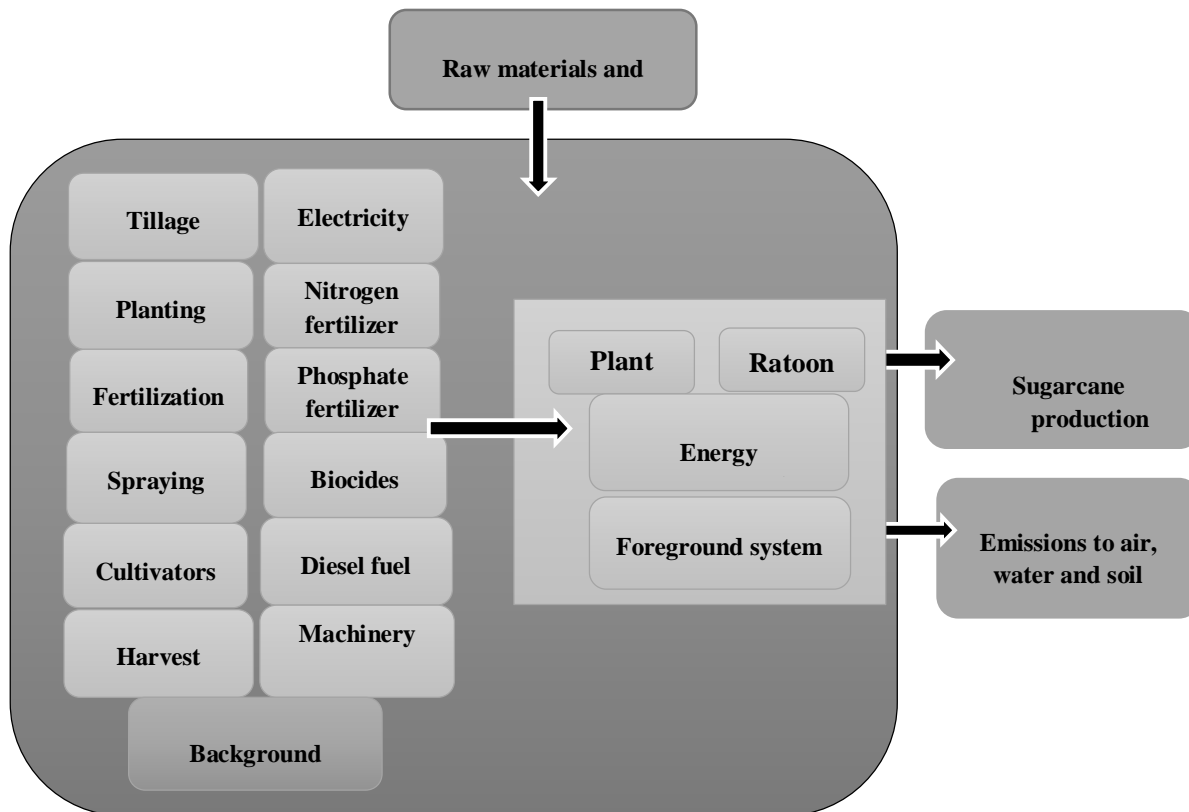 Raw materials and
Tillage
Electricity
Planting
Nitrogen
fertilizer
Fertilization
Phosphate
fertilizer
Spraying
Biocides
Cultivators
Diesel fuel
Harvest
Machinery
Background
Plant
Ratoon
Energy
Foreground system
Sugarcane
production
Emissions to air,
water and soil